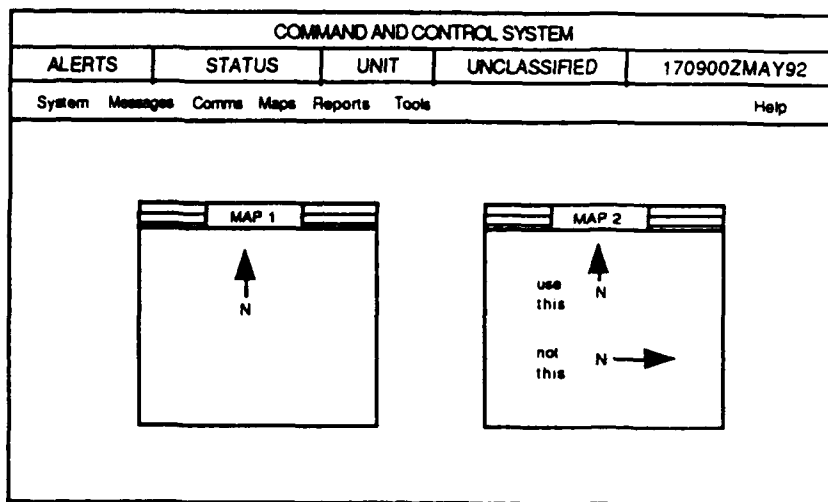 COMMAND AND CONTROL SYSTEM
ALERTS STATUS UNIT UNCLASSIFIED 170900ZMAY92
System Messages Comms Maps Reports Tools Help
MAP 1 MAP 2
N
use this N
not this N